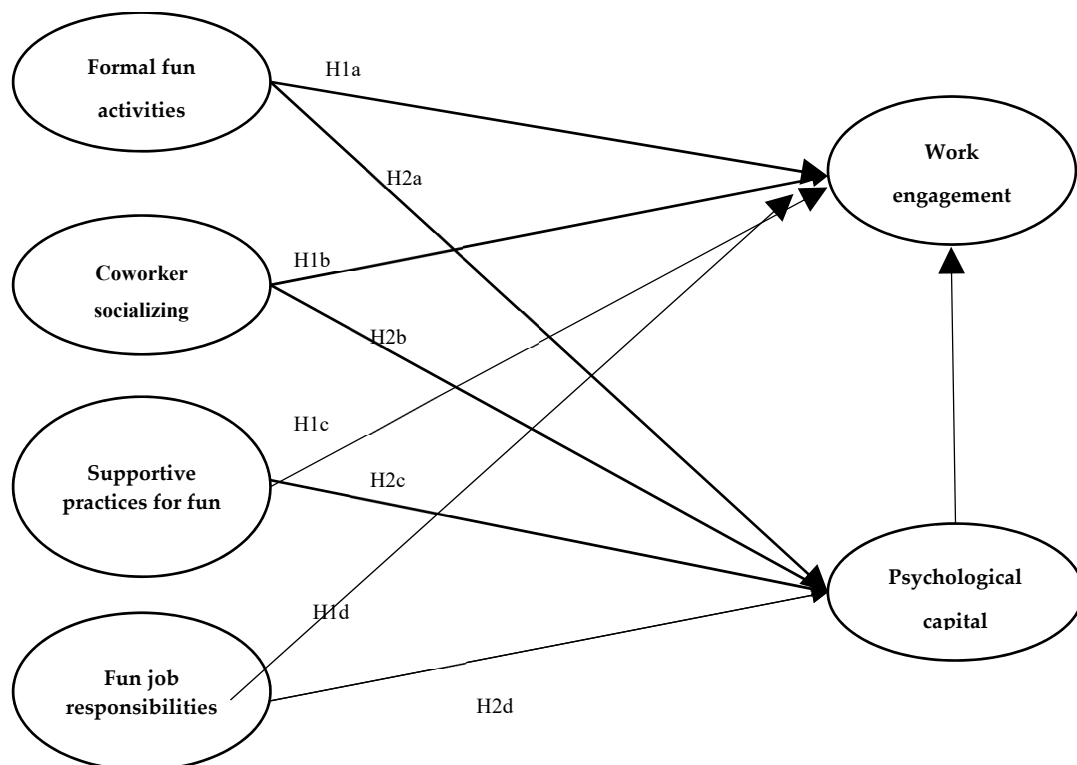 Formal fun
activities
H1a
Work
engagement
H2a
Coworker
socializing
H1b
H2b
H1c
Supportive
practices for fun
H2c
Psychological
capital
H1d
Fun job
responsibilities
H2d